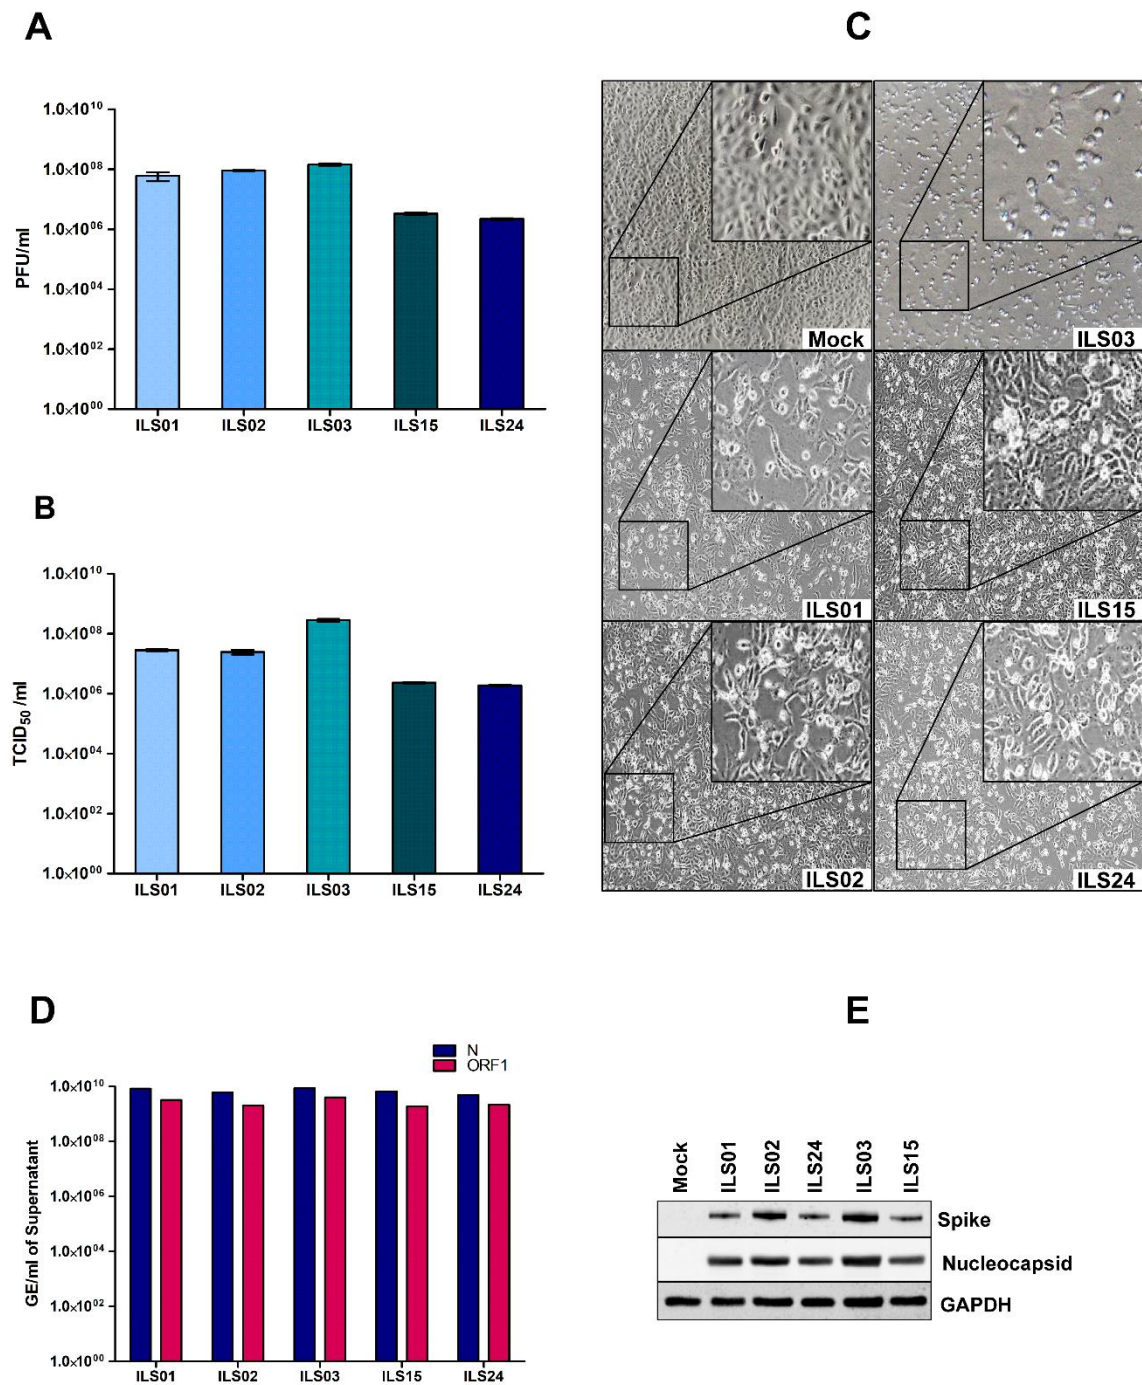 A
1.0×10¹⁰
1.0×10⁰⁸
1.0×10⁰⁶
1.0×10⁰⁴
1.0×10⁰²
1.0×10⁰⁰
PFU/ml
ILS01 ILS02 ILS03 ILS15 ILS24
B
1.0×10¹⁰
1.0×10⁰⁸
1.0×10⁰⁶
1.0×10⁰⁴
1.0×10⁰²
1.0×10⁰⁰
TCID₅₀ /ml
ILS01 ILS02 ILS03 ILS15 ILS24
C
Mock ILS03
ILS01 ILS15
ILS02 ILS24
D
N
ORF1
1.0×10¹⁰
1.0×10⁰⁸
1.0×10⁰⁶
1.0×10⁰⁴
1.0×10⁰²
1.0×10⁰⁰
GE/ml of Supernatant
ILS01 ILS02 ILS03 ILS15 ILS24
E
Mock ILS01 ILS02 ILS24 ILS03 ILS15
Spike
Nucleocapsid
GAPDH